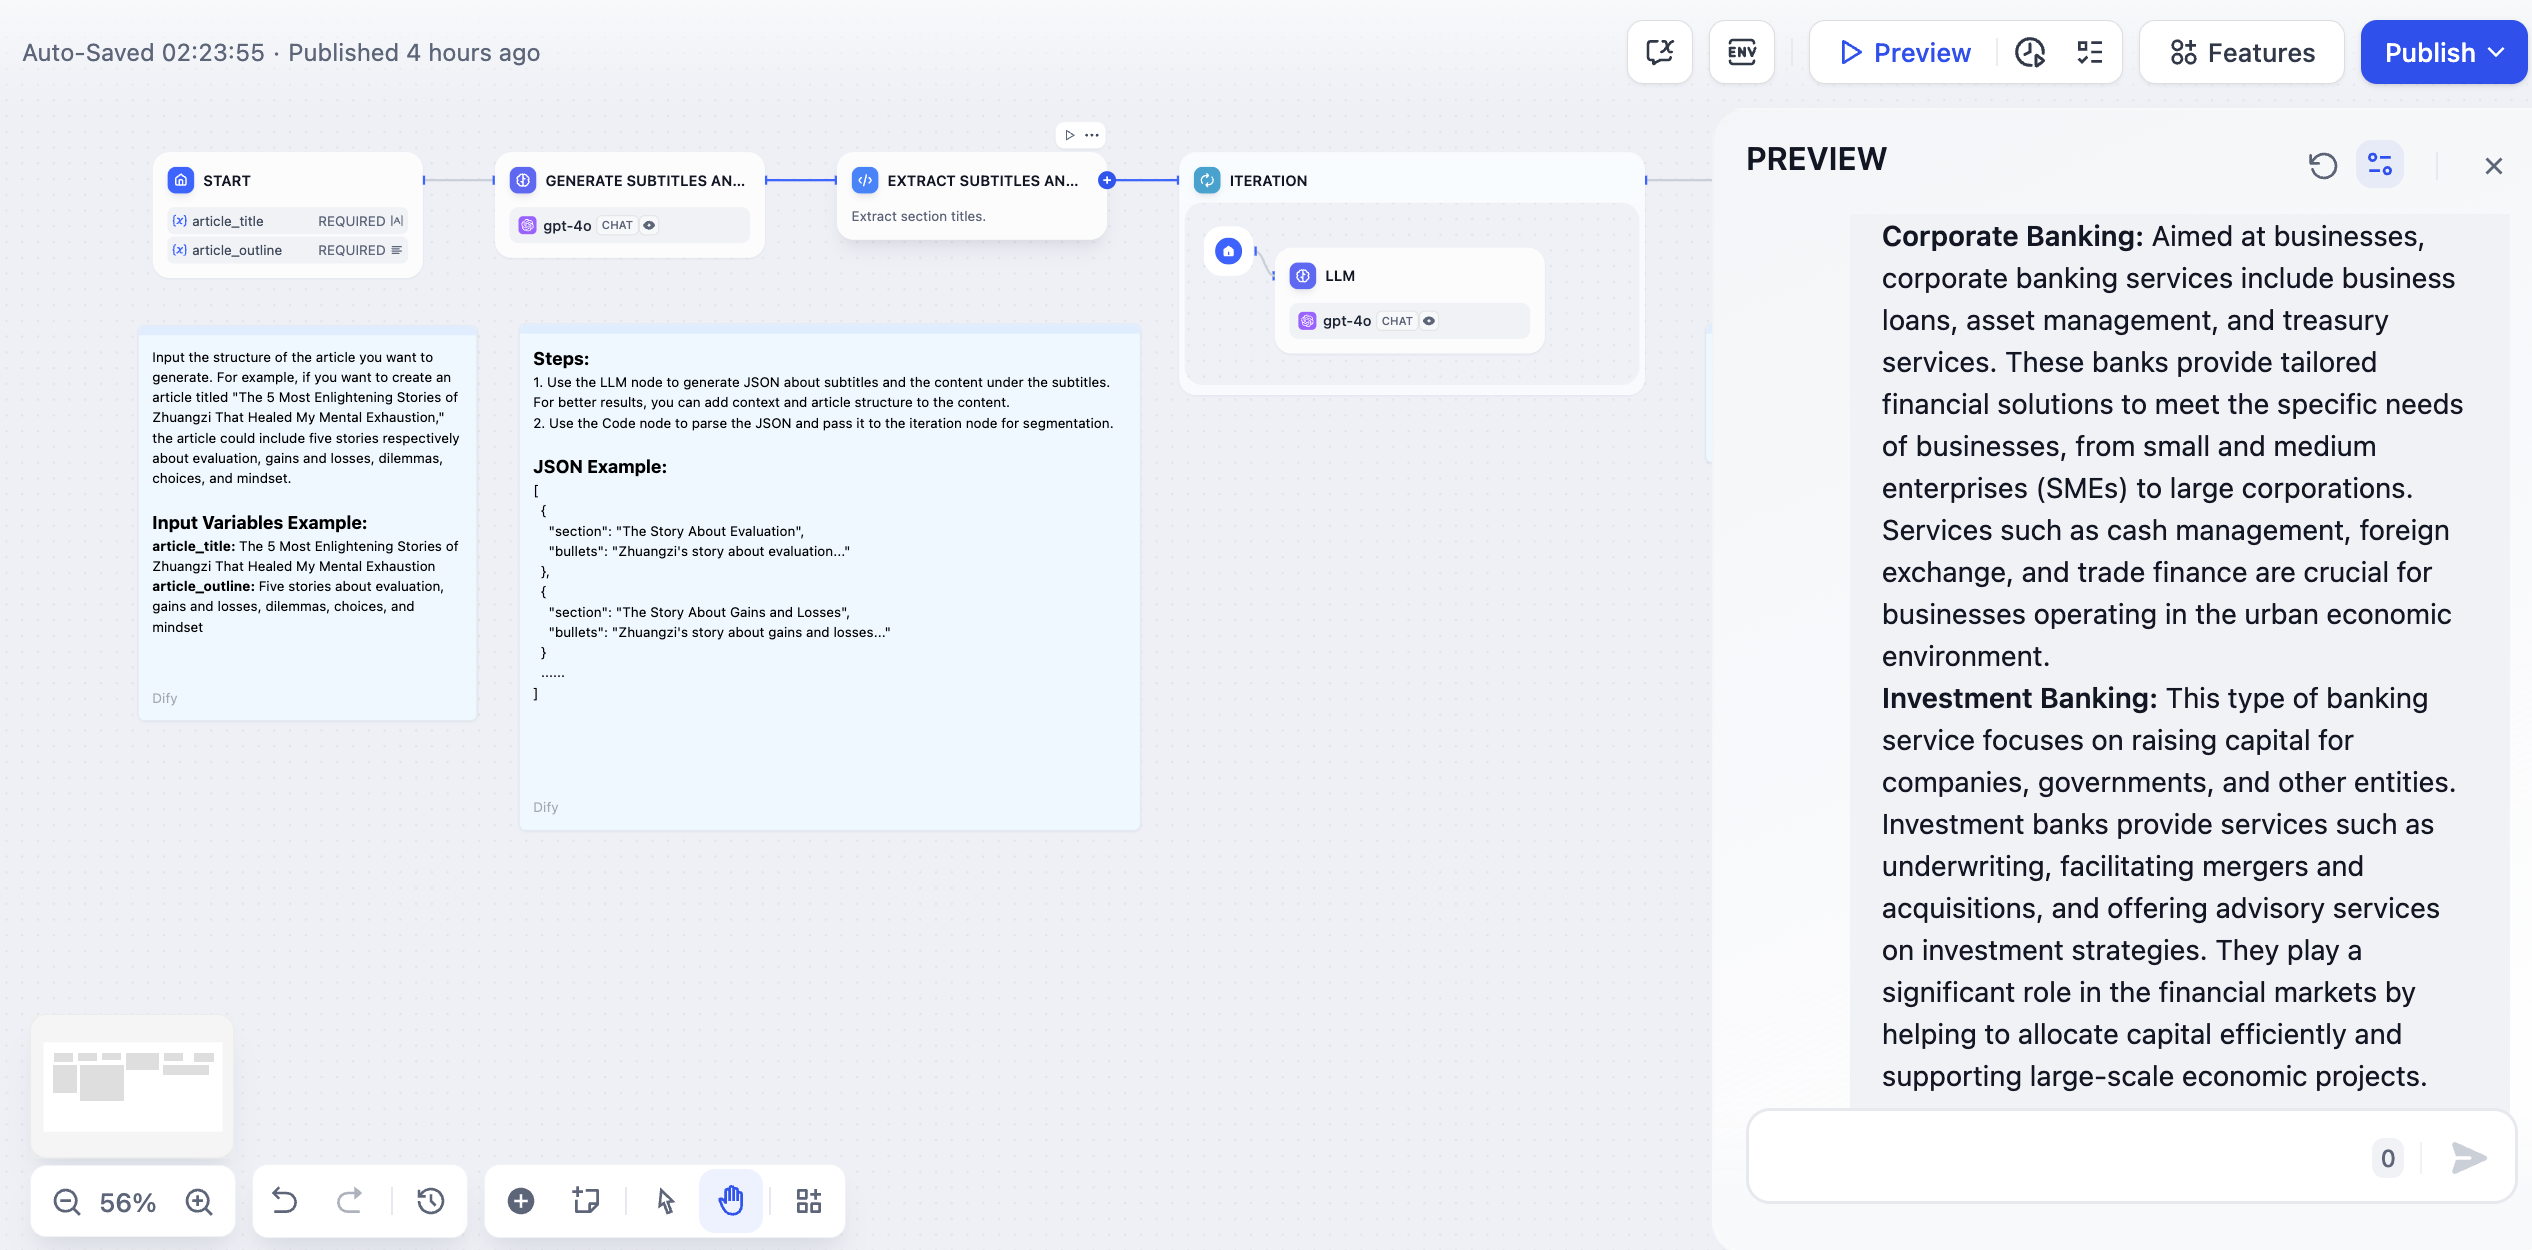 Auto-Saved 02:23:55 · Published 4 hours ago
ENV
Preview
Features
Publish
START
{x} article_title REQUIRED
{x} article_outline REQUIRED
GENERATE SUBTITLES AN...
gpt-4o CHAT
EXTRACT SUBTITLES AN...
Extract section titles.
ITERATION
LLM
gpt-4o CHAT
Input the structure of the article you want to
generate. For example, if you want to create an
article titled "The 5 Most Enlightening Stories of
Zhuangzi That Healed My Mental Exhaustion,"
the article could include five stories respectively
about evaluation, gains and losses, dilemmas,
choices, and mindset.
Input Variables Example:
article_title: The 5 Most Enlightening Stories of
Zhuangzi That Healed My Mental Exhaustion
article_outline: Five stories about evaluation,
gains and losses, dilemmas, choices, and
mindset
Dify
Steps:
1. Use the LLM node to generate JSON about subtitles and the content under the subtitles.
For better results, you can add context and article structure to the content.
2. Use the Code node to parse the JSON and pass it to the iteration node for segmentation.
JSON Example:
[
{
"section": "The Story About Evaluation",
"bullets": "Zhuangzi's story about evaluation..."
},
{
"section": "The Story About Gains and Losses",
"bullets": "Zhuangzi's story about gains and losses..."
}
......
]
Dify
PREVIEW
Corporate Banking: Aimed at businesses,
corporate banking services include business
loans, asset management, and treasury
services. These banks provide tailored
financial solutions to meet the specific needs
of businesses, from small and medium
enterprises (SMEs) to large corporations.
Services such as cash management, foreign
exchange, and trade finance are crucial for
businesses operating in the urban economic
environment.
Investment Banking: This type of banking
service focuses on raising capital for
companies, governments, and other entities.
Investment banks provide services such as
underwriting, facilitating mergers and
acquisitions, and offering advisory services
on investment strategies. They play a
significant role in the financial markets by
helping to allocate capital efficiently and
supporting large-scale economic projects.
0
56%